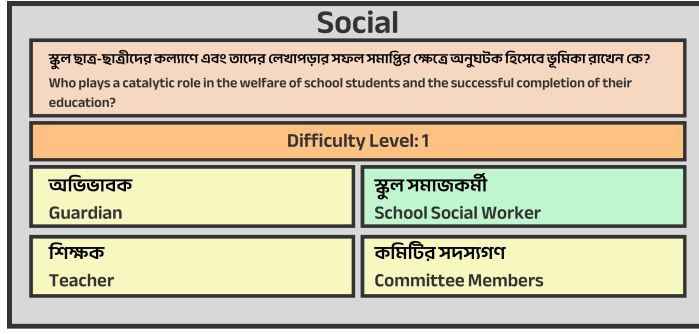 Social
স্কুল ছাত্র-ছাত্রীদের কল্যাণে এবং তাদের লেখাপড়ার সফল সমাপ্তির ক্ষেত্রে অনুঘটক হিসেবে ভূমিকা রাখেন কে?
Who plays a catalytic role in the welfare of school students and the successful completion of their
education?
Difficulty Level: 1
অভিভাবক
Guardian
স্কুল সমাজকর্মী
School Social Worker
শিক্ষক
Teacher
কমিটির সদস্যগণ
Committee Members